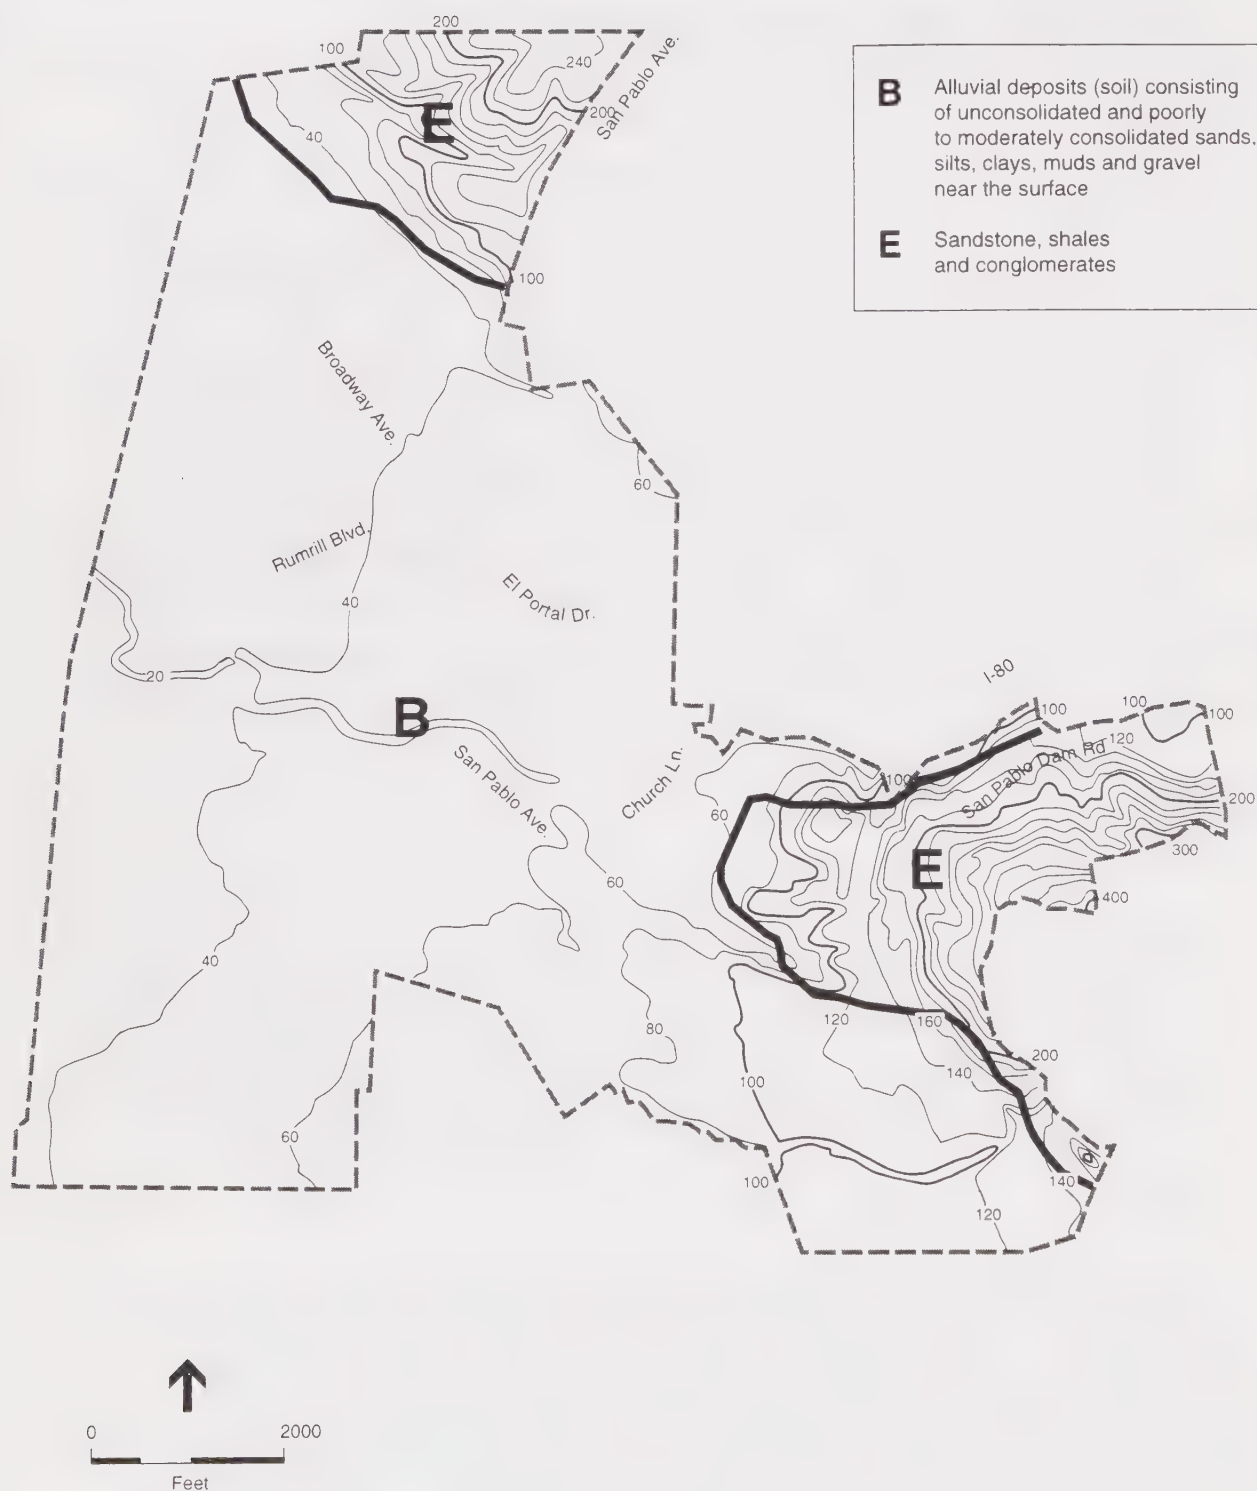 200
100
240
San Pablo Ave.
200
E
40
100
B Alluvial deposits (soil) consisting
of unconsolidated and poorly
to moderately consolidated sands,
silts, clays, muds and gravel
near the surface
E Sandstone, shales
and conglomerates
Broadway Ave.
60
Rumrill Blvd.
40
El Portal Dr.
20
B
San Pablo Ave.
Church Ln.
I-80
100
100
100
120
San Pablo Dam Rd
100
200
60
300
E
400
60
40
80
120
160
200
140
100
60
100
140
120
0 2000
Feet